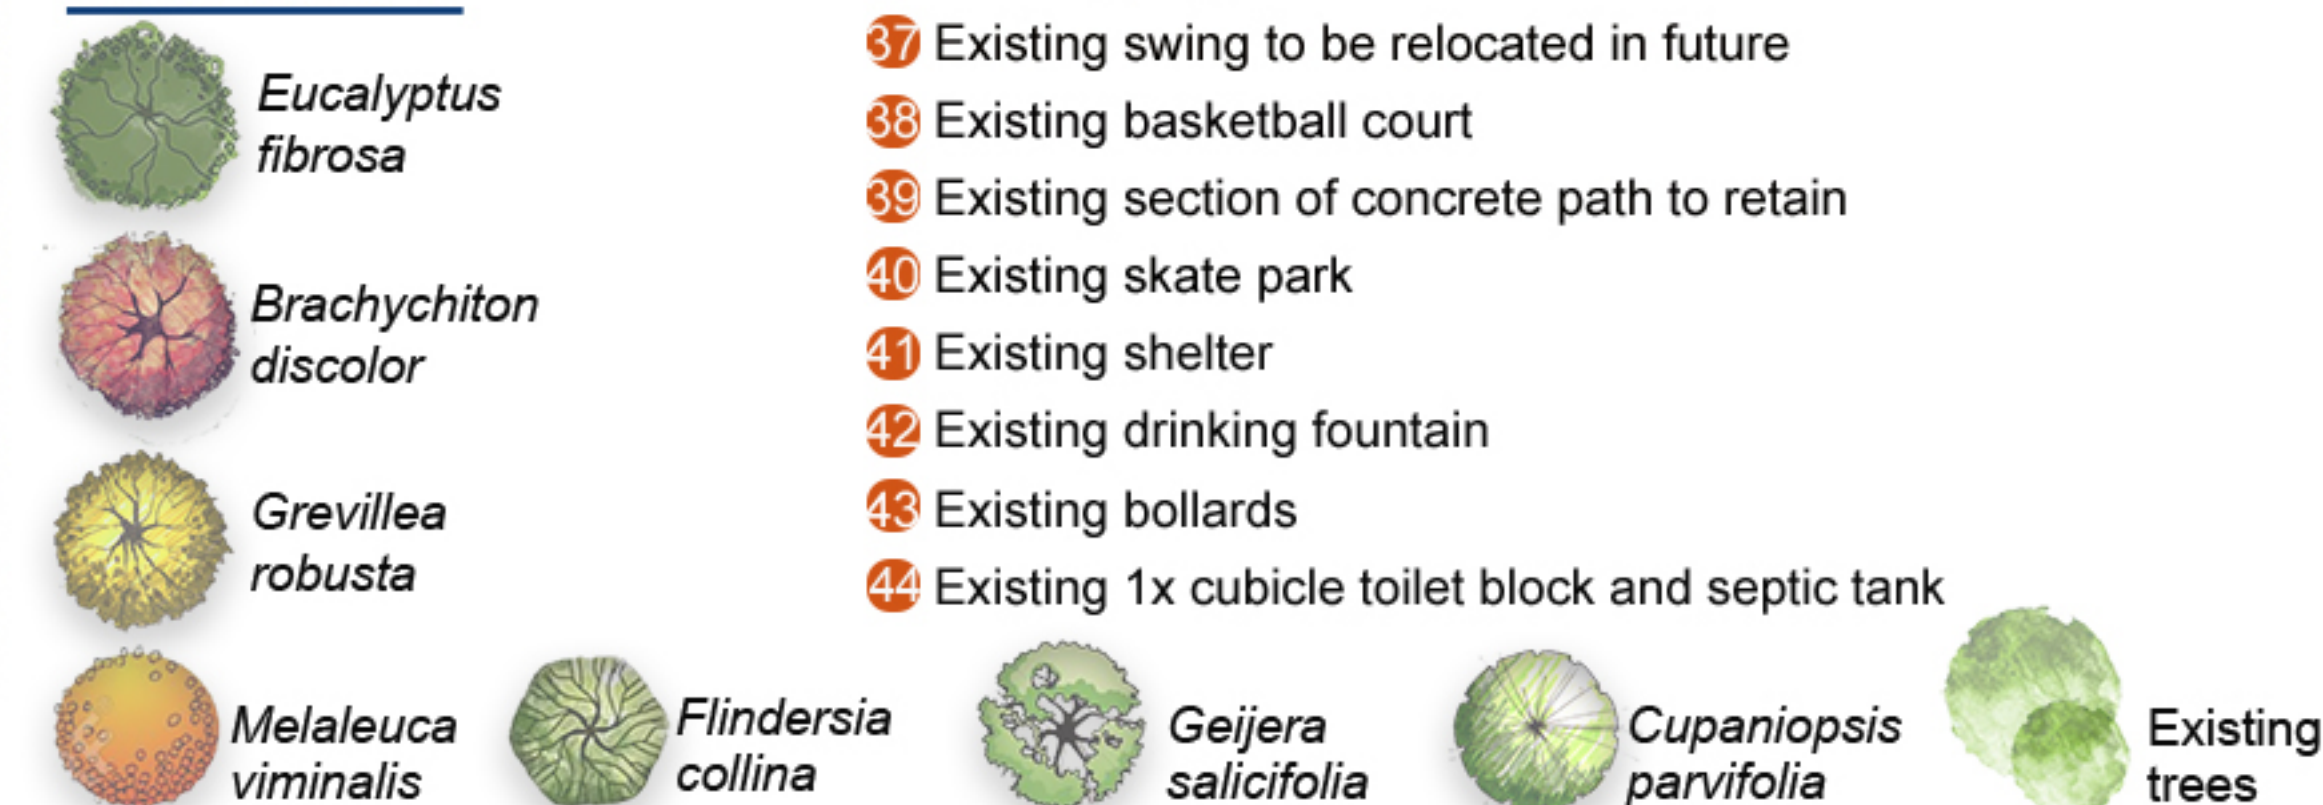 Eucalyptus
fibrosa
Brachychiton
discolor
Grevillea
robusta
37 Existing swing to be relocated in future
38 Existing basketball court
39 Existing section of concrete path to retain
40 Existing skate park
41 Existing shelter
42 Existing drinking fountain
43 Existing bollards
44 Existing 1x cubicle toilet block and septic tank
Melaleuca
viminalis
Flindersia
collina
Geijera
salicifolia
Cupaniopsis
parvifolia
Existing
trees